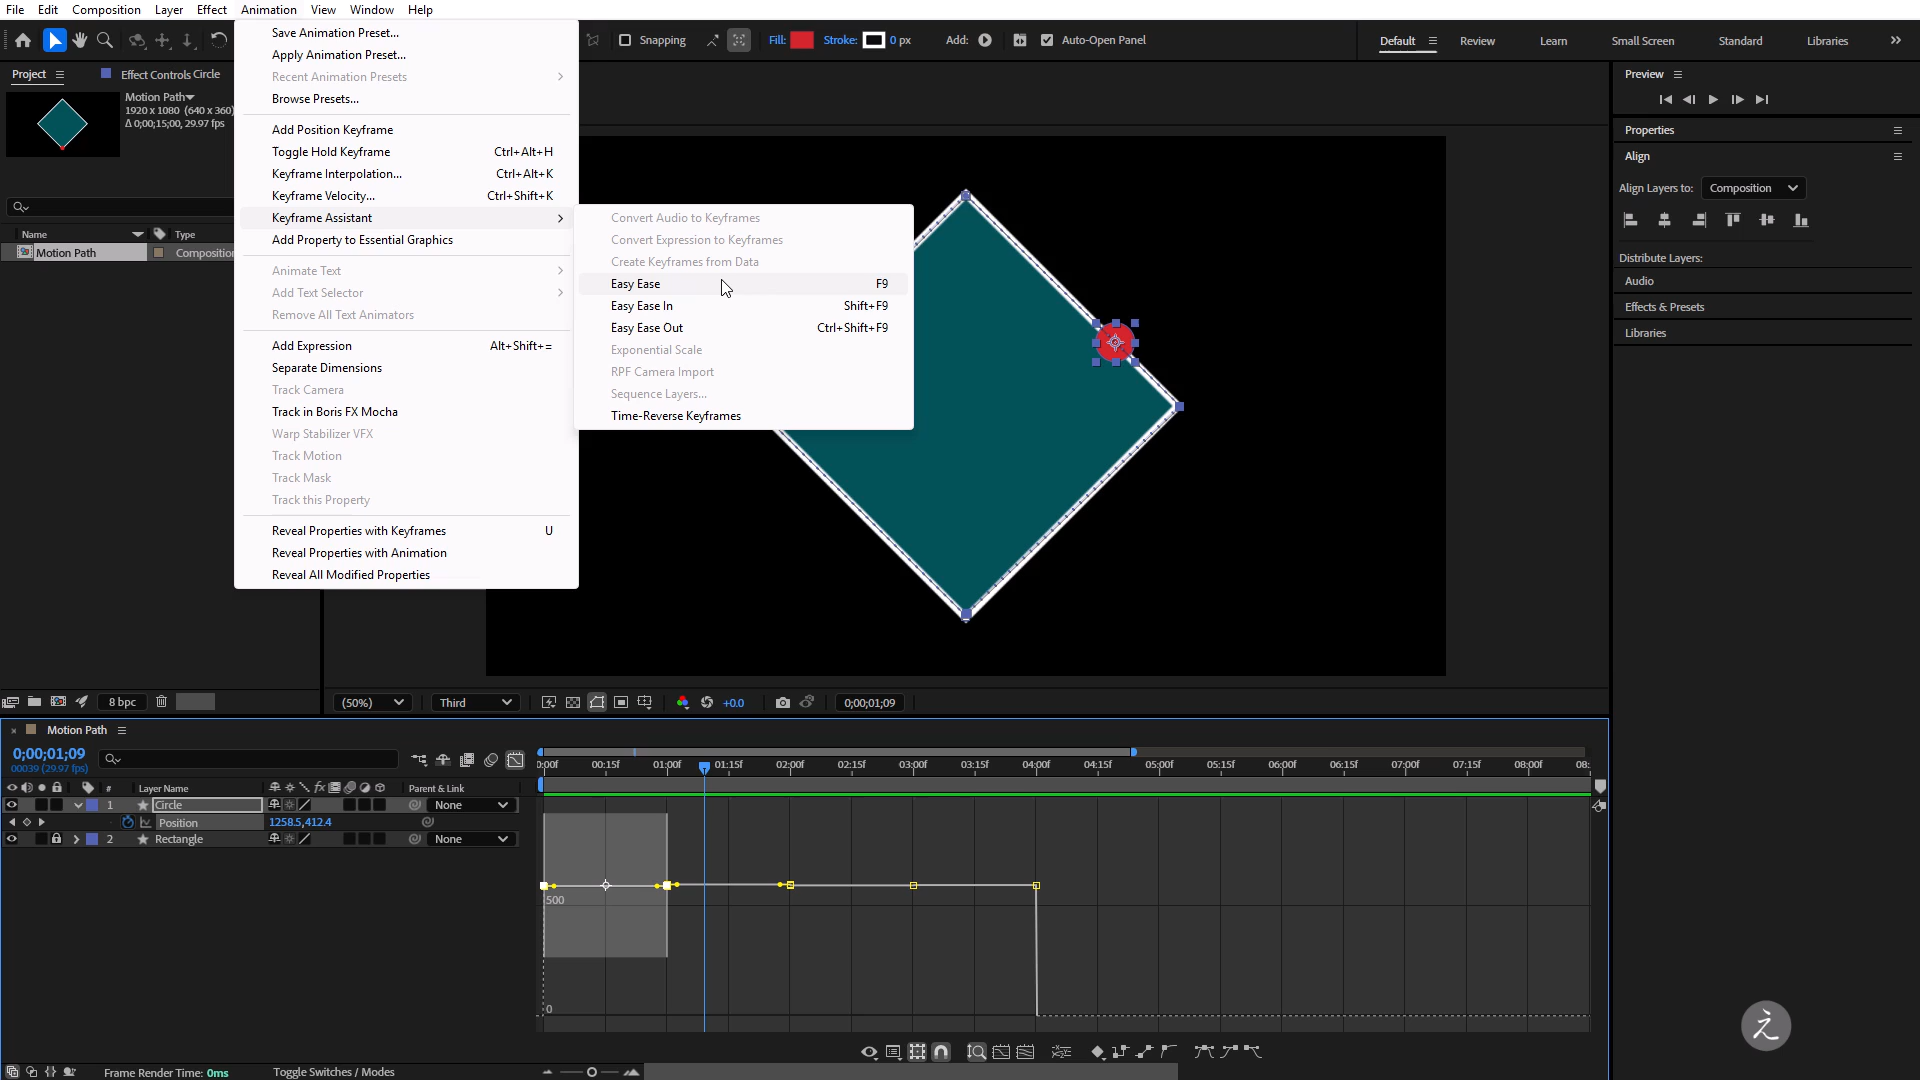 File Edit Composition Layer Effect Animation View Window Help
Snapping Fill: Stroke: 0 px Add: Auto-Open Panel Default Review Learn Small Screen Standard Libraries
Project Effect Controls Circle
Motion Path
1920 x 1080 (640 x 360)
Δ 0;00;15;00, 29.97 fps
Name Type
Motion Path Composition
8 bpc
Save Animation Preset...
Apply Animation Preset...
Recent Animation Presets
Browse Presets...
Add Position Keyframe
Toggle Hold Keyframe Ctrl+Alt+H
Keyframe Interpolation... Ctrl+Alt+K
Keyframe Velocity... Ctrl+Shift+K
Keyframe Assistant
Add Property to Essential Graphics
Animate Text
Add Text Selector
Remove All Text Animators
Add Expression Alt+Shift+=
Separate Dimensions
Track Camera
Track in Boris FX Mocha
Warp Stabilizer VFX
Track Motion
Track Mask
Track this Property
Reveal Properties with Keyframes U
Reveal Properties with Animation
Reveal All Modified Properties
Convert Audio to Keyframes
Convert Expression to Keyframes
Create Keyframes from Data
Easy Ease F9
Easy Ease In Shift+F9
Easy Ease Out Ctrl+Shift+F9
Exponential Scale
RPF Camera Import
Sequence Layers...
Time-Reverse Keyframes
Preview
Properties
Align
Align Layers to: Composition
Distribute Layers:
Audio
Effects & Presets
Libraries
(50%) Third +0.0 0;00;01;09
Motion Path
0;00;01;09
00039 (29.97 fps)
0:00f 00:15f 01:00f 01:15f 02:00f 02:15f 03:00f 03:15f 04:00f 04:15f 05:00f 05:15f 06:00f 06:15f 07:00f 07:15f 08:00f 08:
# Layer Name fx Parent & Link
1 Circle None
Position 1258.5,412.4
2 Rectangle None
500
0
え
Frame Render Time: 0ms Toggle Switches / Modes